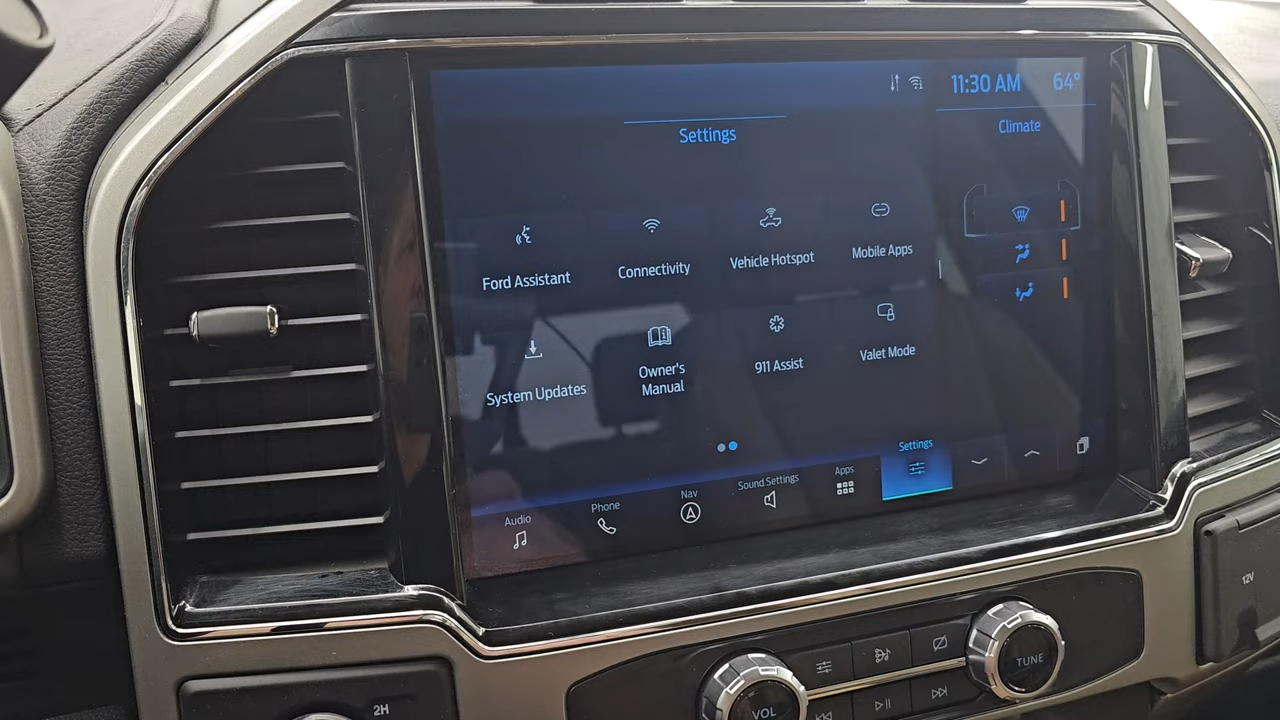 11:30 AM 64°
Settings
Climate
Ford Assistant
Connectivity
Vehicle Hotspot
Mobile Apps
System Updates
Owner's
Manual
911 Assist
Valet Mode
Audio
Phone
Nav
Sound Settings
Apps
Settings
12V
TUNE
VOL
2H